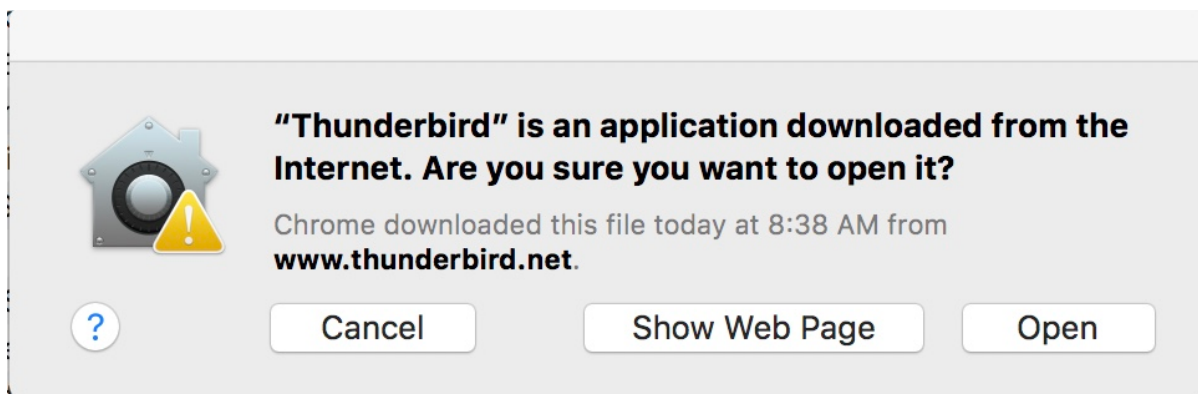 “Thunderbird” is an application downloaded from the
Internet. Are you sure you want to open it?
Chrome downloaded this file today at 8:38 AM from
www.thunderbird.net.
? Cancel Show Web Page Open